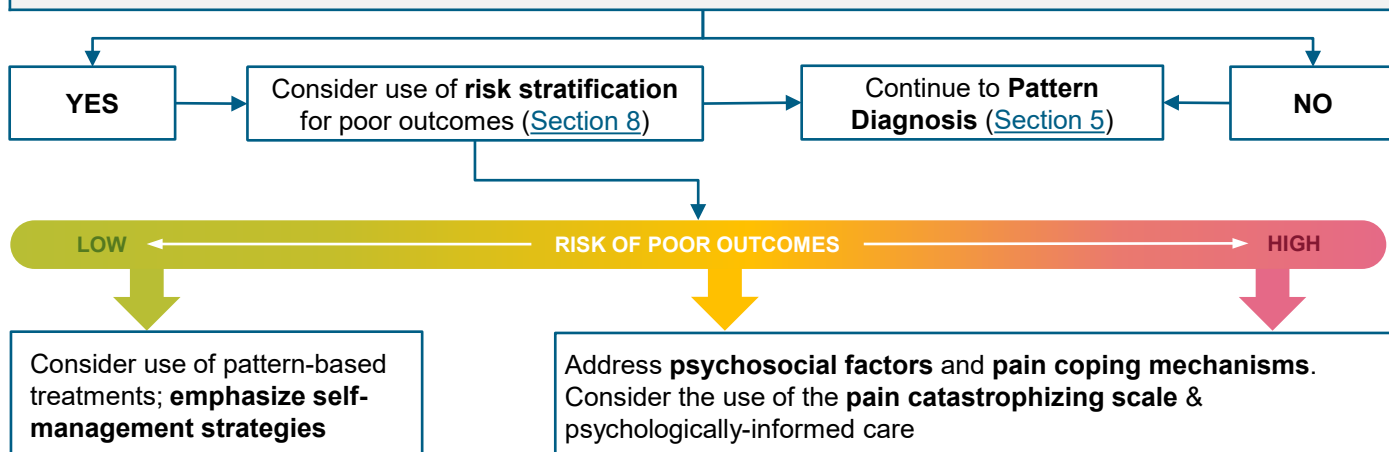 YES
Consider use of risk stratification
for poor outcomes (Section 8)
Continue to Pattern
Diagnosis (Section 5)
NO
LOW
RISK OF POOR OUTCOMES
HIGH
Consider use of pattern-based
treatments; emphasize self-
management strategies
Address psychosocial factors and pain coping mechanisms.
Consider the use of the pain catastrophizing scale &
psychologically-informed care